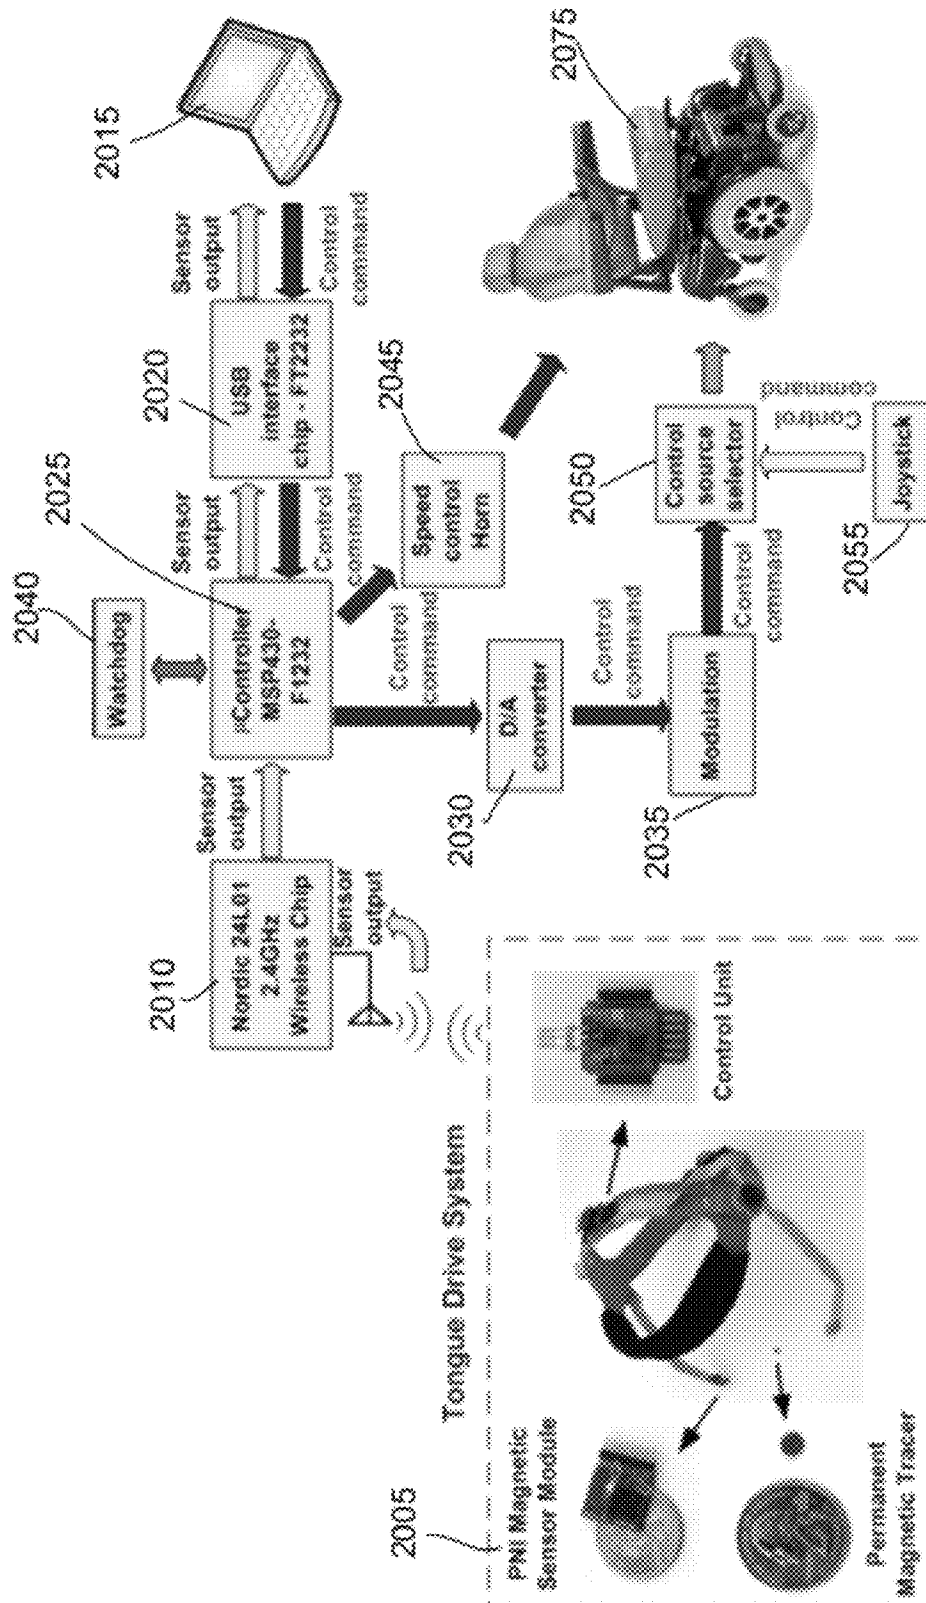 2040
Watchdog
2025
2020
2015
2010
Nordic 24L01
2.4GHz
Wireless Chip
Sensor
output
Sensor
output
µController
MSP430-
F1232
Sensor
output
Control
command
USB
interface
chip - FT2232
Sensor
output
Control
command
2045
Speed
control
Horn
Control
command
2030
D/A
converter
Control
command
2035
Modulation
Control
command
2050
Control
source
selector
Control
command
2055
Joystick
2075
Tongue Drive System
2005
PNI Magnetic
Sensor Module
Control Unit
Permanent
Magnetic Tracer